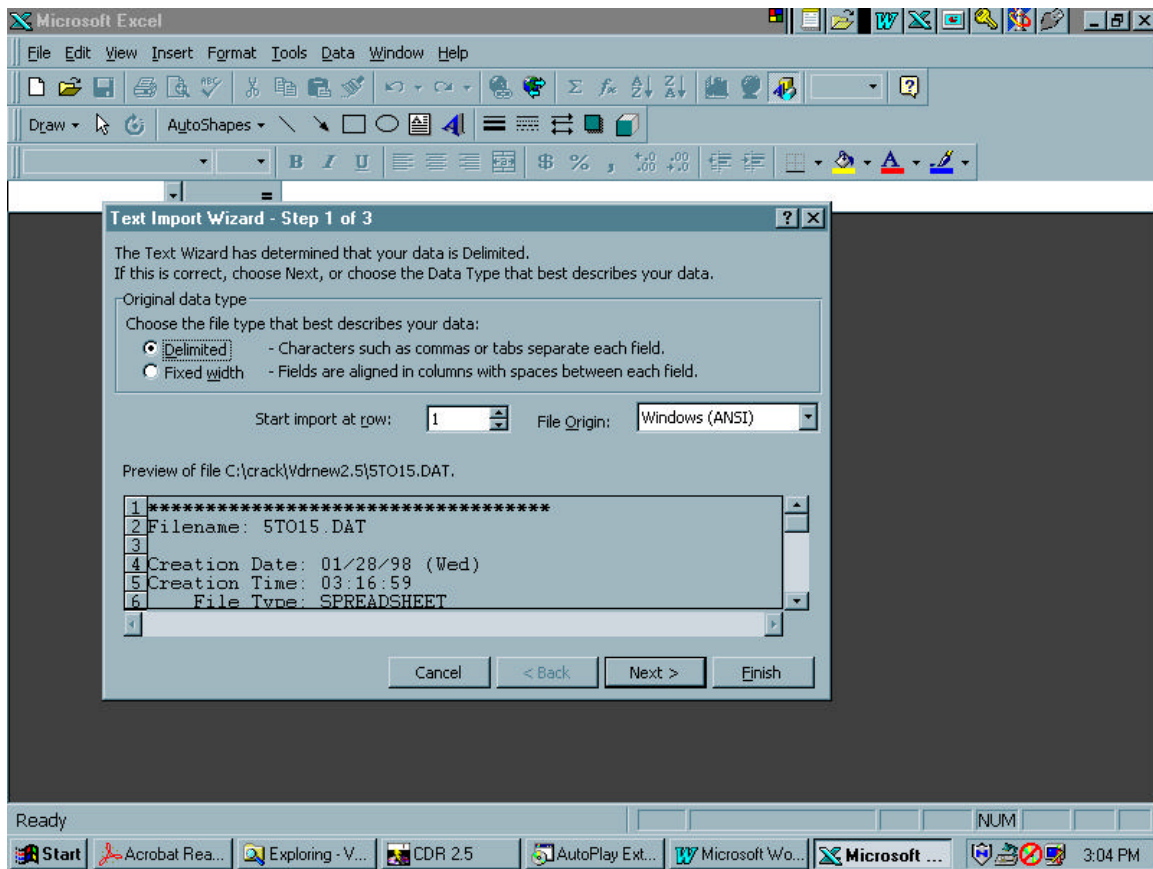 Microsoft Excel
File Edit View Insert Format Tools Data Window Help
Draw AutoShapes
B I U $ % ,
=
Text Import Wizard - Step 1 of 3
The Text Wizard has determined that your data is Delimited.
If this is correct, choose Next, or choose the Data Type that best describes your data.
Original data type
Choose the file type that best describes your data:
Delimited - Characters such as commas or tabs separate each field.
Fixed width - Fields are aligned in columns with spaces between each field.
Start import at row: 1 File Origin: Windows (ANSI)
Preview of file C:\crack\Vdrnew2.5\5TO15.DAT.
1 ***********************************
2 Filename: 5TO15.DAT
3
4 Creation Date: 01/28/98 (Wed)
5 Creation Time: 03:16:59
6 File Type: SPREADSHEET
Cancel < Back Next > Finish
Ready NUM
Start Acrobat Rea... Exploring - V... CDR 2.5 AutoPlay Ext... Microsoft Wo... Microsoft ... 3:04 PM